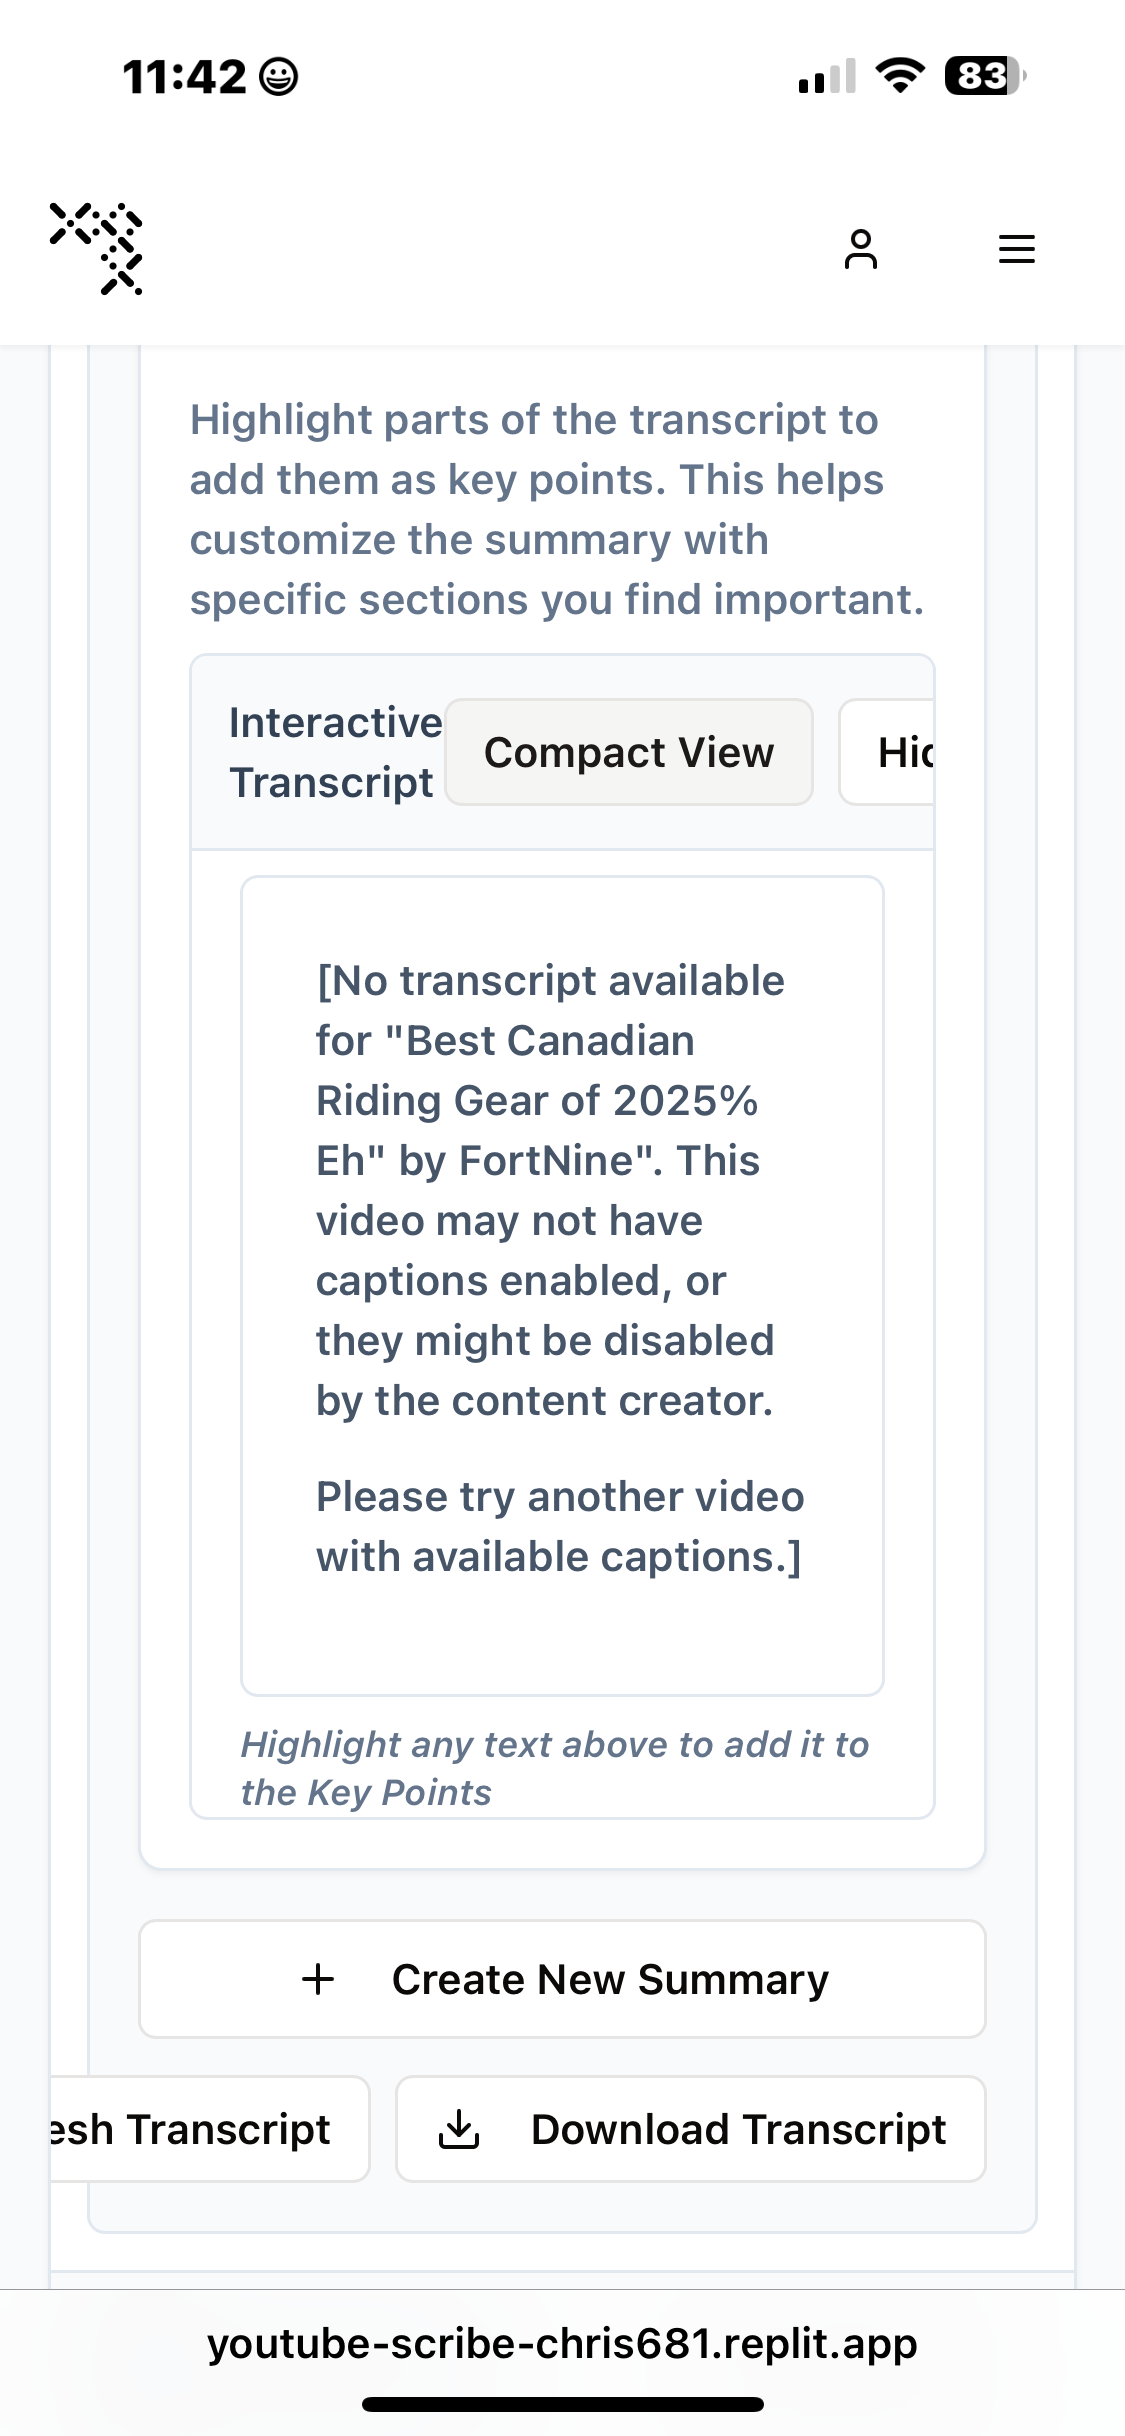 11:42
83
Highlight parts of the transcript to
add them as key points. This helps
customize the summary with
specific sections you find important.
Interactive
Transcript
Compact View
Hid
[No transcript available
for "Best Canadian
Riding Gear of 2025%
Eh" by FortNine". This
video may not have
captions enabled, or
they might be disabled
by the content creator.
Please try another video
with available captions.]
Highlight any text above to add it to
the Key Points
+ Create New Summary
esh Transcript
Download Transcript
youtube-scribe-chris681.replit.app